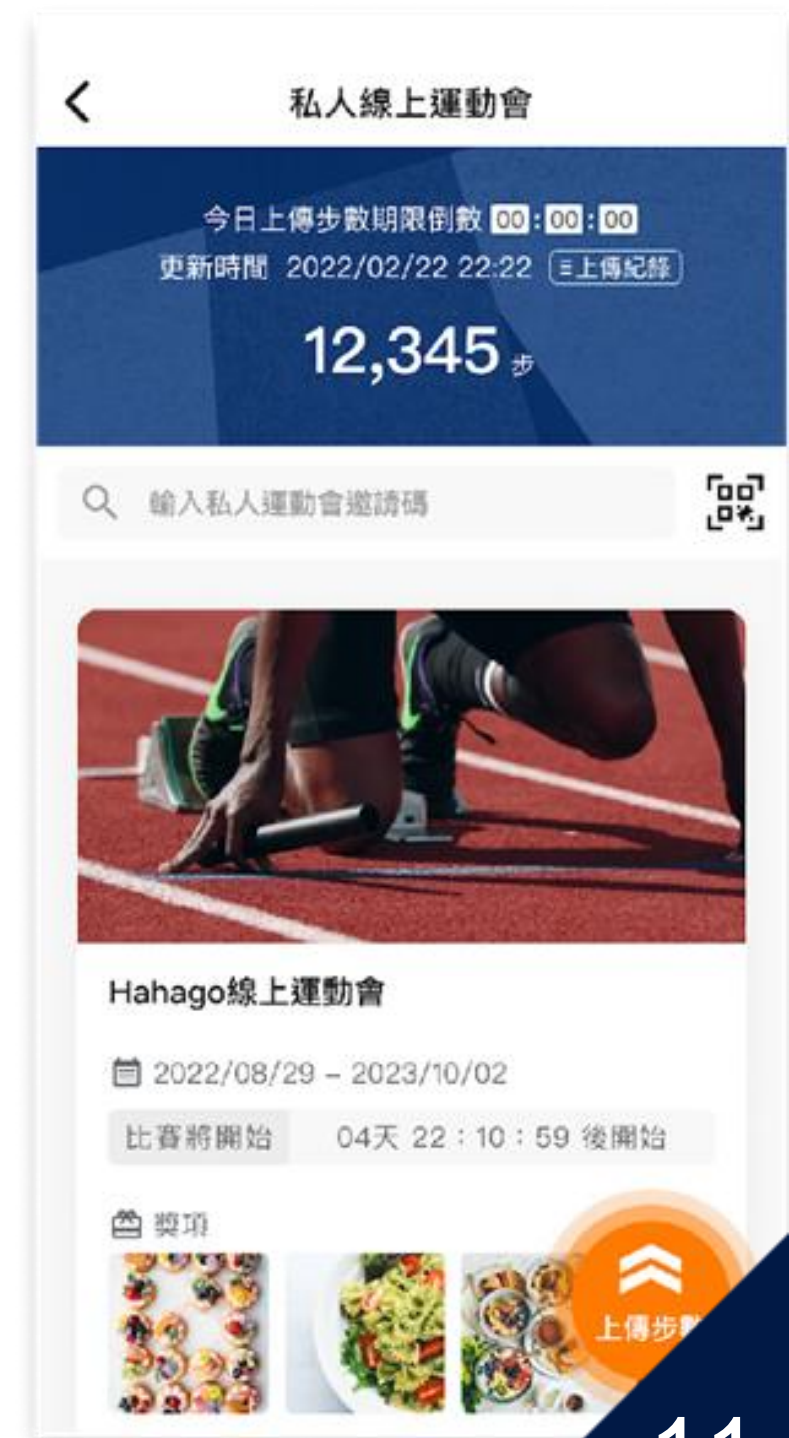 私人線上運動會
今日上傳步數期限倒數 00:00:00
更新時間 2022/02/22 22:22 上傳紀錄
12,345 步
輸入私人運動會邀請碼
Hahago線上運動會
2022/08/29 – 2023/10/02
比賽將開始 04天 22:10:59 後開始
獎項
上傳步數
11